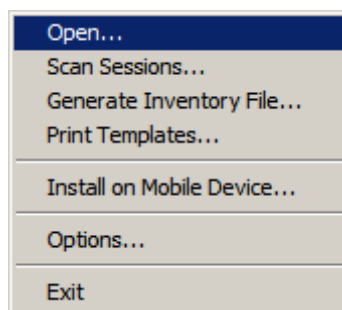 Open...
Scan Sessions...
Generate Inventory File...
Print Templates...
Install on Mobile Device...
Options...
Exit